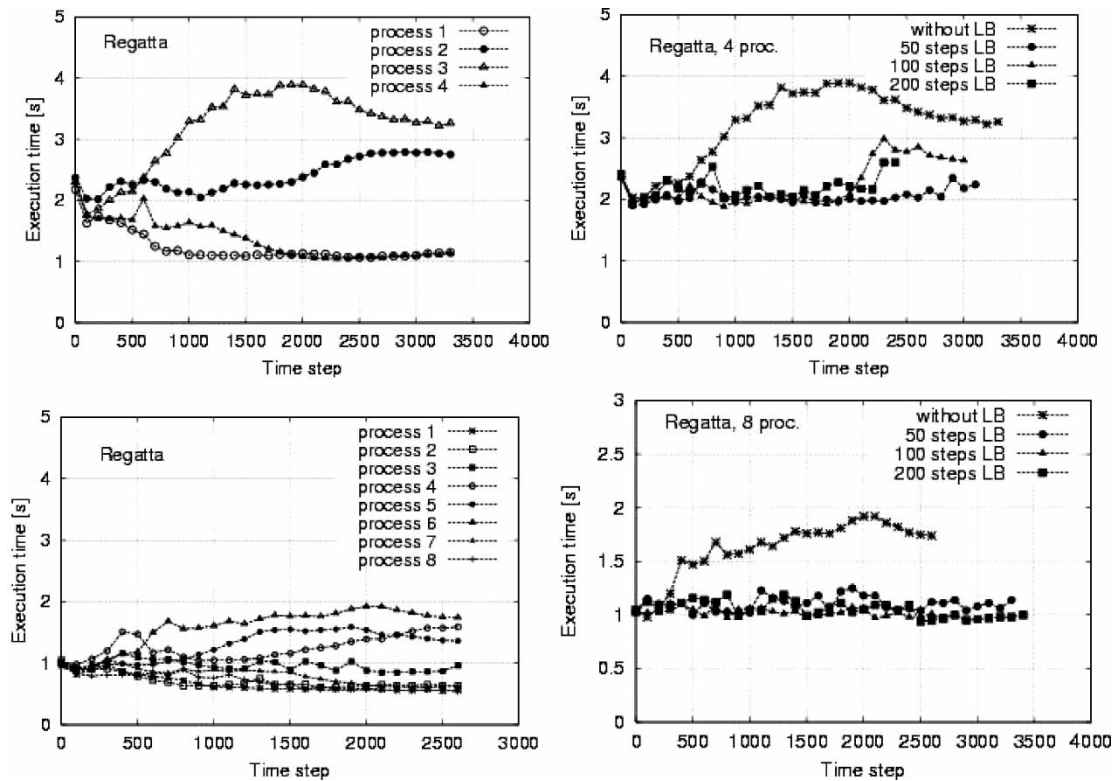 Regatta
process 1
process 2
process 3
process 4
Execution time [s]
5
4
3
2
1
0
0 500 1000 1500 2000 2500 3000 3500 4000
Time step
Regatta, 4 proc.
without LB
50 steps LB
100 steps LB
200 steps LB
Execution time [s]
5
4
3
2
1
0
0 500 1000 1500 2000 2500 3000 3500 4000
Time step
Regatta
process 1
process 2
process 3
process 4
process 5
process 6
process 7
process 8
Execution time [s]
5
4
3
2
1
0
0 500 1000 1500 2000 2500 3000
Time step
Regatta, 8 proc.
without LB
50 steps LB
100 steps LB
200 steps LB
Execution time [s]
3
2.5
2
1.5
1
0.5
0
0 500 1000 1500 2000 2500 3000 3500 4000
Time step